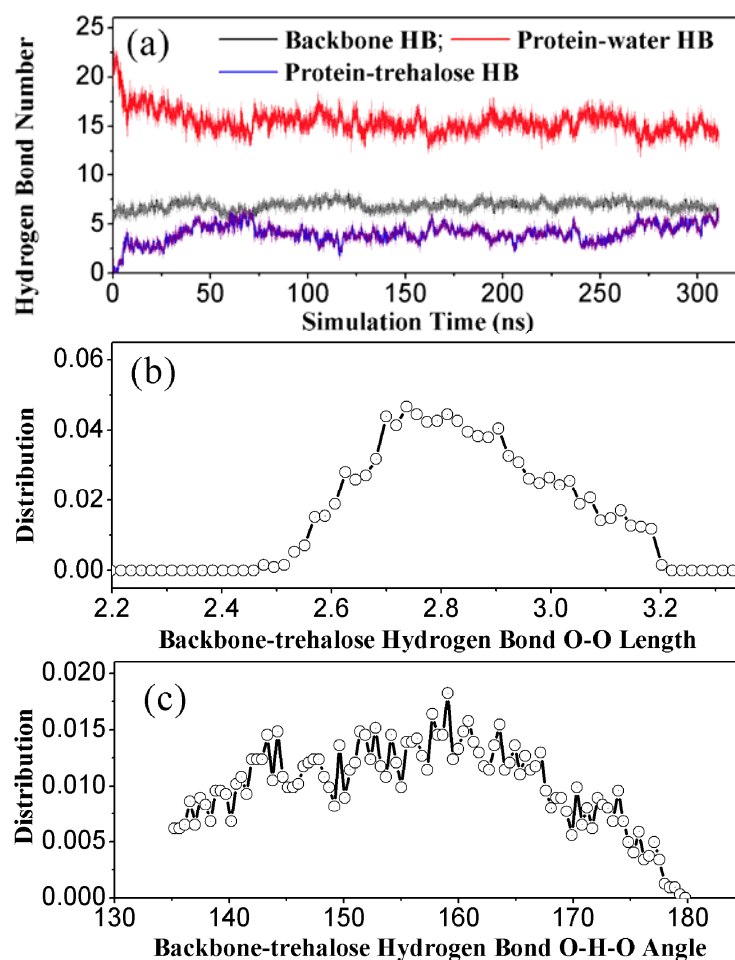 (a)
Backbone HB; Protein-water HB
Protein-trehalose HB
Hydrogen Bond Number
25
20
15
10
5
0
0 50 100 150 200 250 300
Simulation Time (ns)
(b)
Distribution
0.06
0.04
0.02
0.00
2.2 2.4 2.6 2.8 3.0 3.2
Backbone-trehalose Hydrogen Bond O-O Length
(c)
Distribution
0.020
0.015
0.010
0.005
0.000
130 140 150 160 170 180
Backbone-trehalose Hydrogen Bond O-H-O Angle